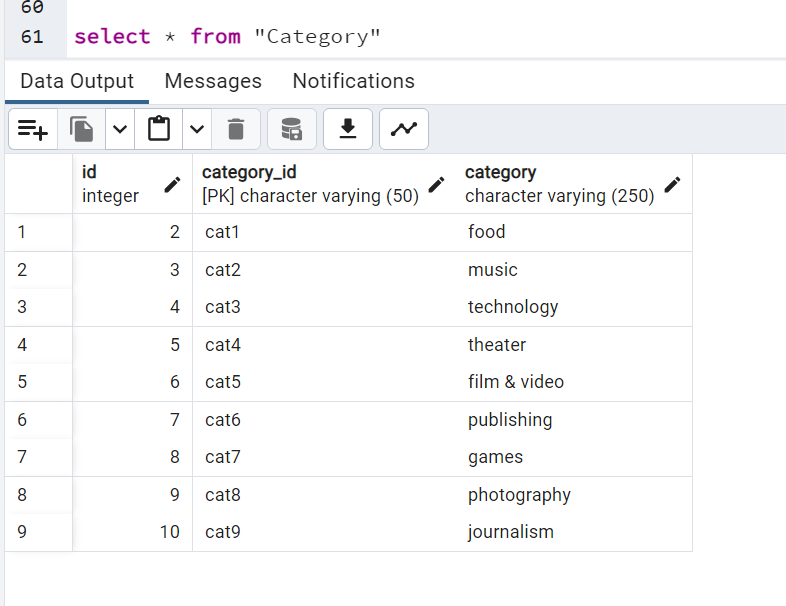 60
61 select * from "Category"
Data Output Messages Notifications
id category_id category
integer [PK] character varying (50) character varying (250)
1 2 cat1 food
2 3 cat2 music
3 4 cat3 technology
4 5 cat4 theater
5 6 cat5 film & video
6 7 cat6 publishing
7 8 cat7 games
8 9 cat8 photography
9 10 cat9 journalism